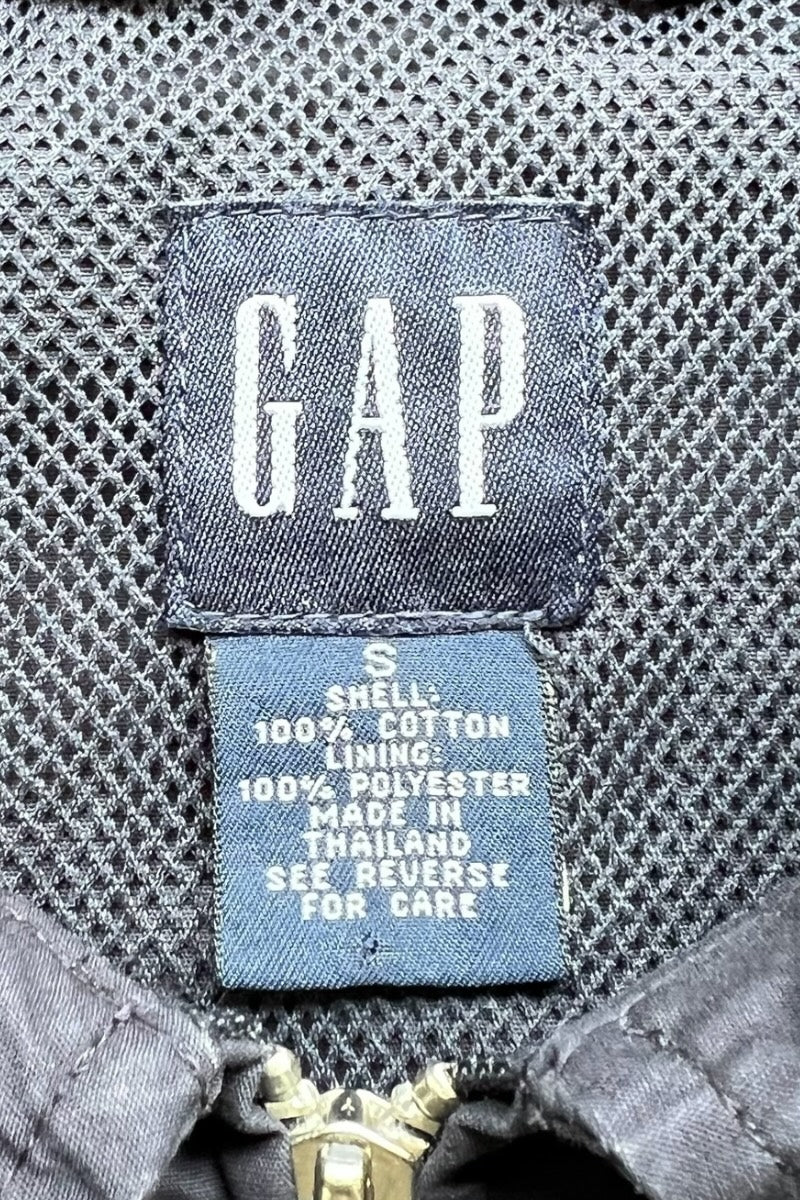 GAP
S
SHELL:
100% COTTON
LINING:
100% POLYESTER
MADE IN
THAILAND
SEE REVERSE
FOR CARE